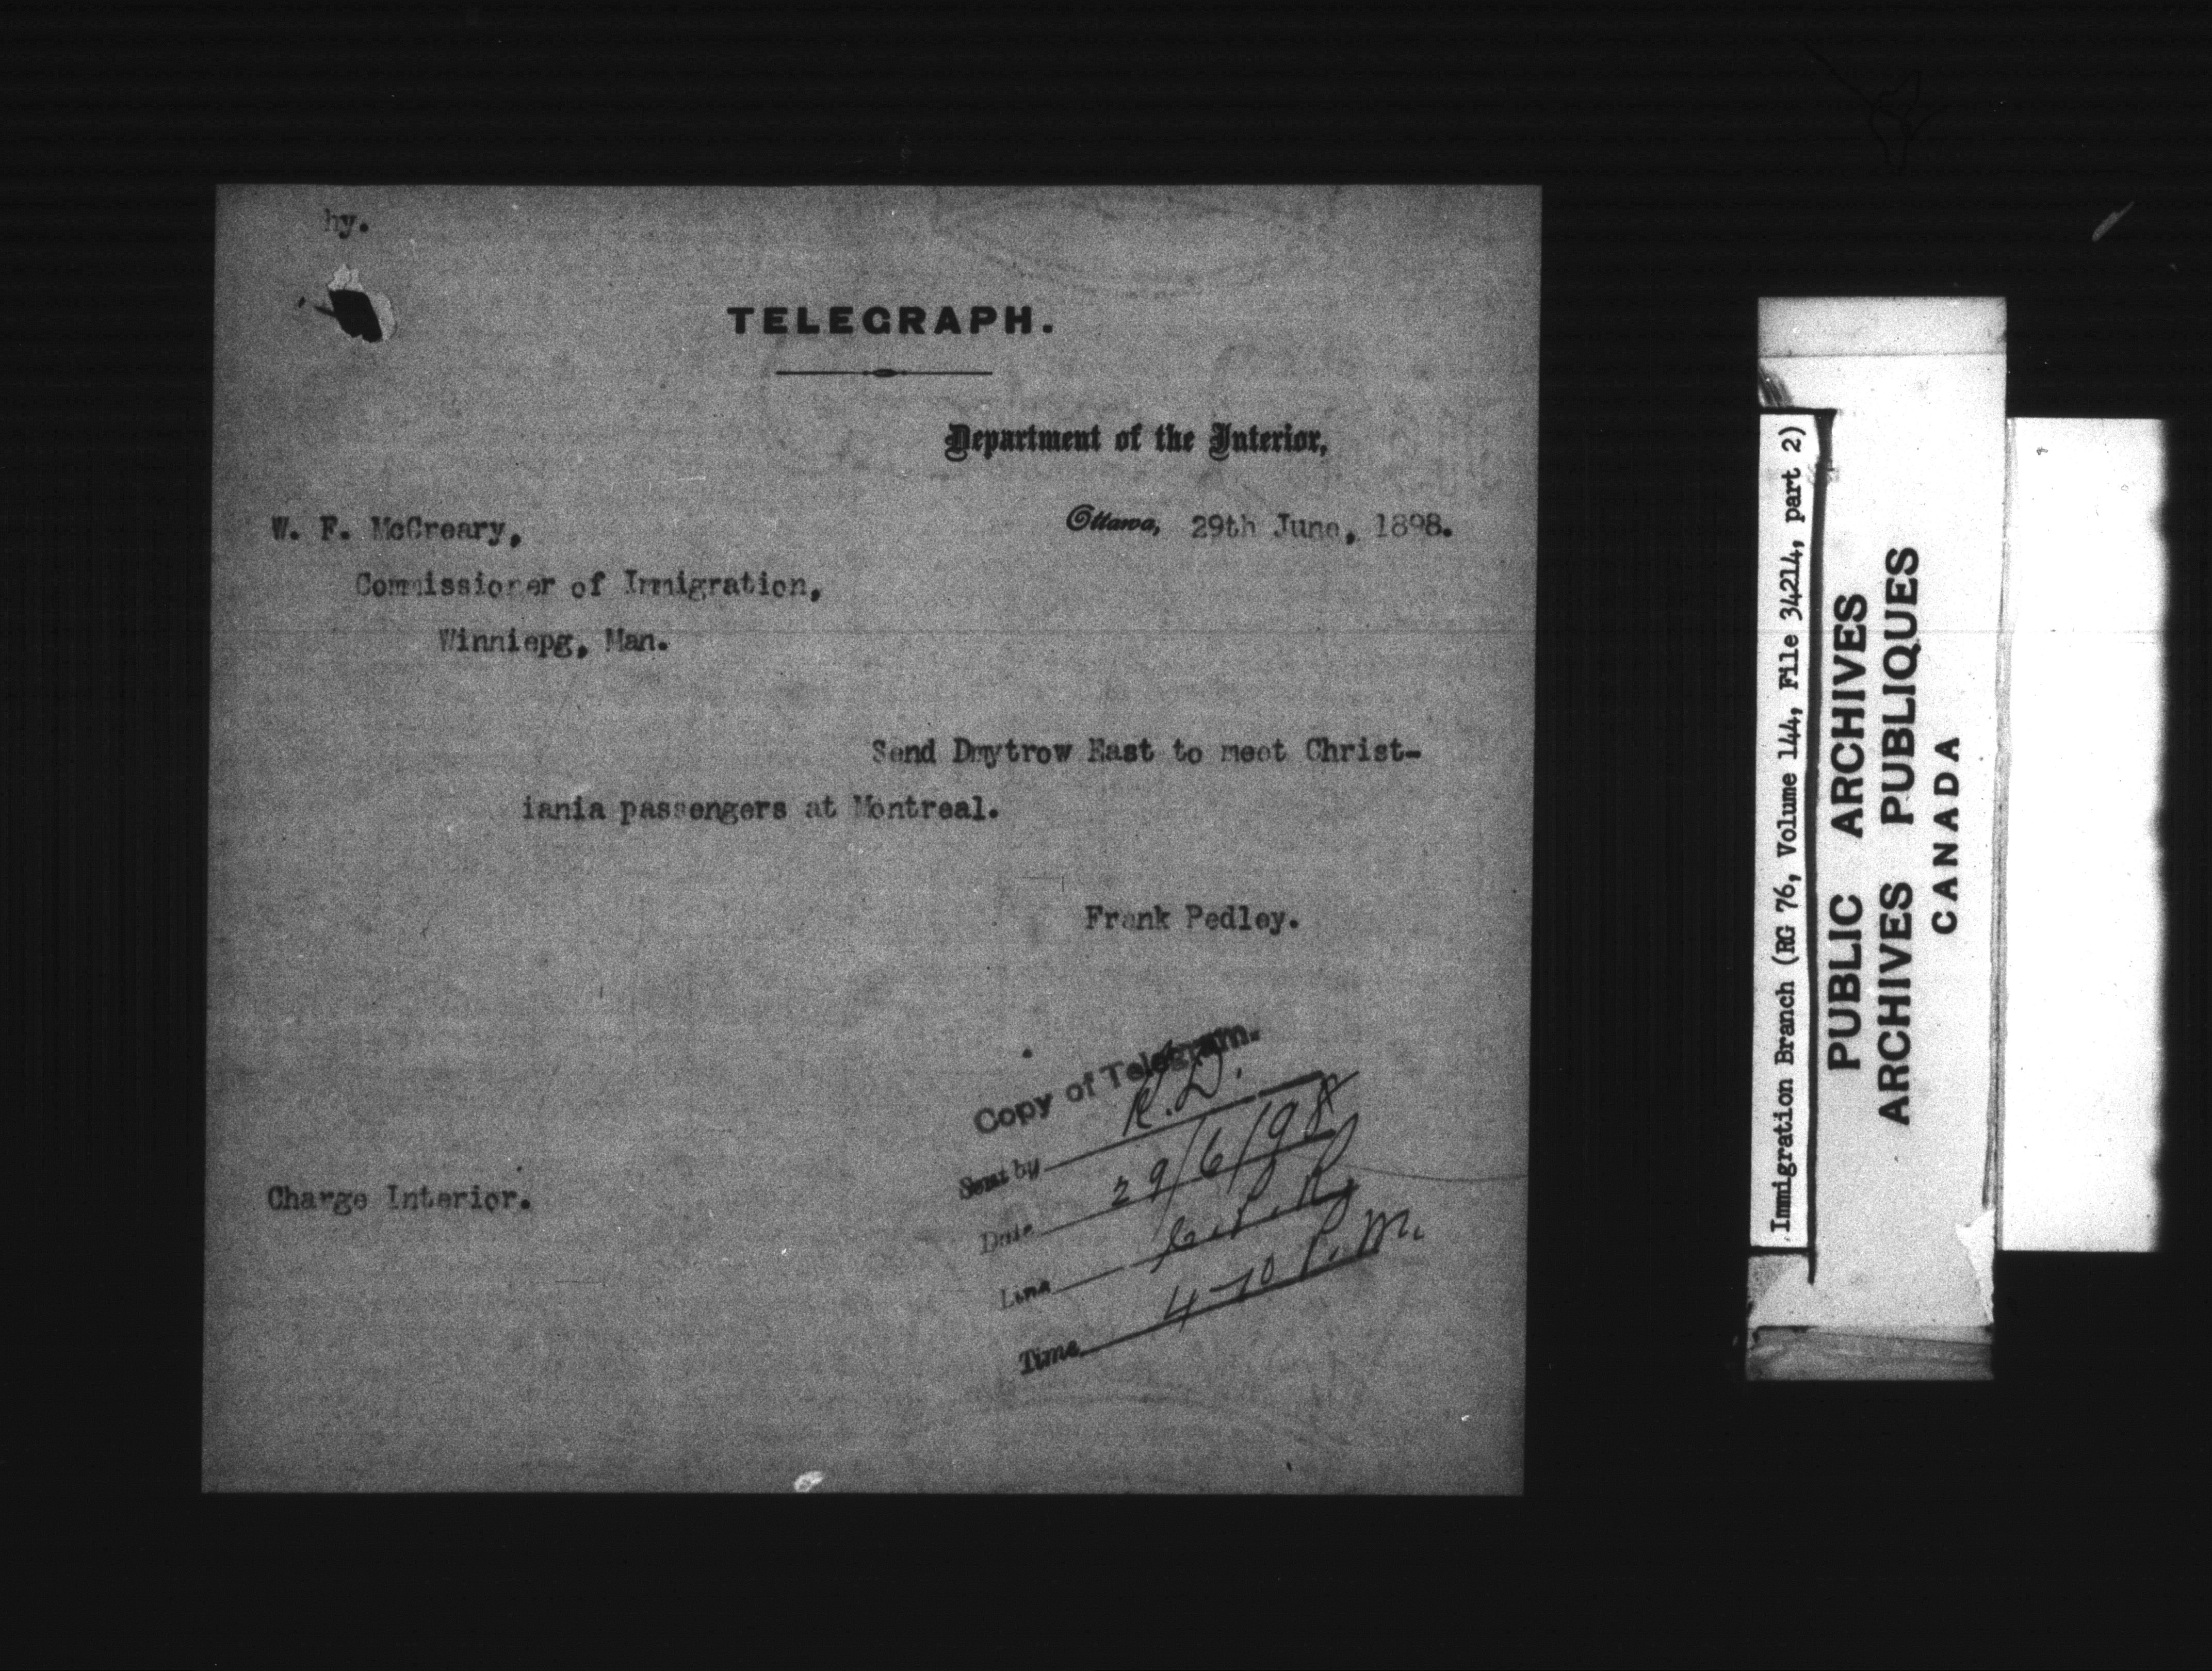 hy.
TELEGRAPH.
Department of the Interior,
Ottawa, 29th June, 1898.
W. F. McCreary,
Commissioner of Immigration,
Winniepg, Man.
Send Dmytrow East to meet Christ-
iania passengers at Montreal.
Frank Pedley.
Charge Interior.
Copy of Telegram.
Sent by R.D.
Date 29/6/98
Line C.P.R
Time 4-10 P.M.
Immigration Branch (RG 76, Volume 144, File 34214, part 2)
PUBLIC ARCHIVES
ARCHIVES PUBLIQUES
CANADA